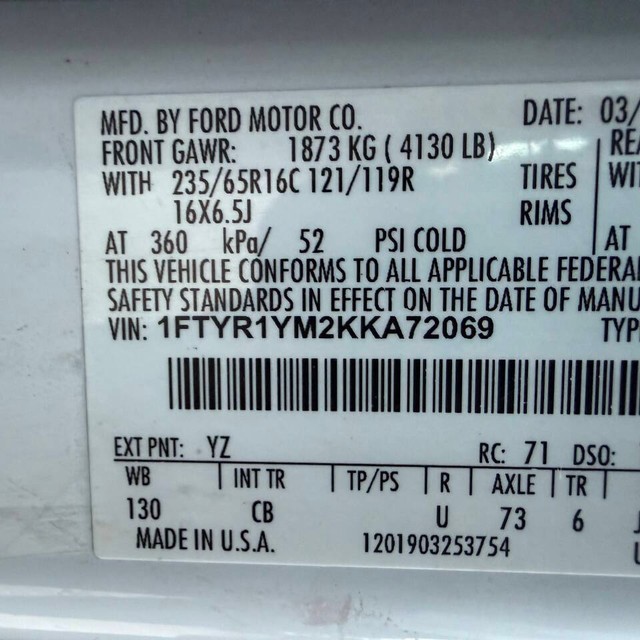 MFD. BY FORD MOTOR CO. DATE: 03/
FRONT GAWR: 1873 KG ( 4130 LB)
WITH 235/65R16C 121/119R TIRES
16X6.5J RIMS
AT 360 kPa/ 52 PSI COLD AT
THIS VEHICLE CONFORMS TO ALL APPLICABLE
SAFETY STANDARDS IN EFFECT ON THE DATE OF
VIN: 1FTYR1YM2KKA72069
EXT PNT: YZ RC: 71 DSO:
WB INT TR TP/PS R AXLE TR
130 CB U 73 6
MADE IN U.S.A. 1201903253754